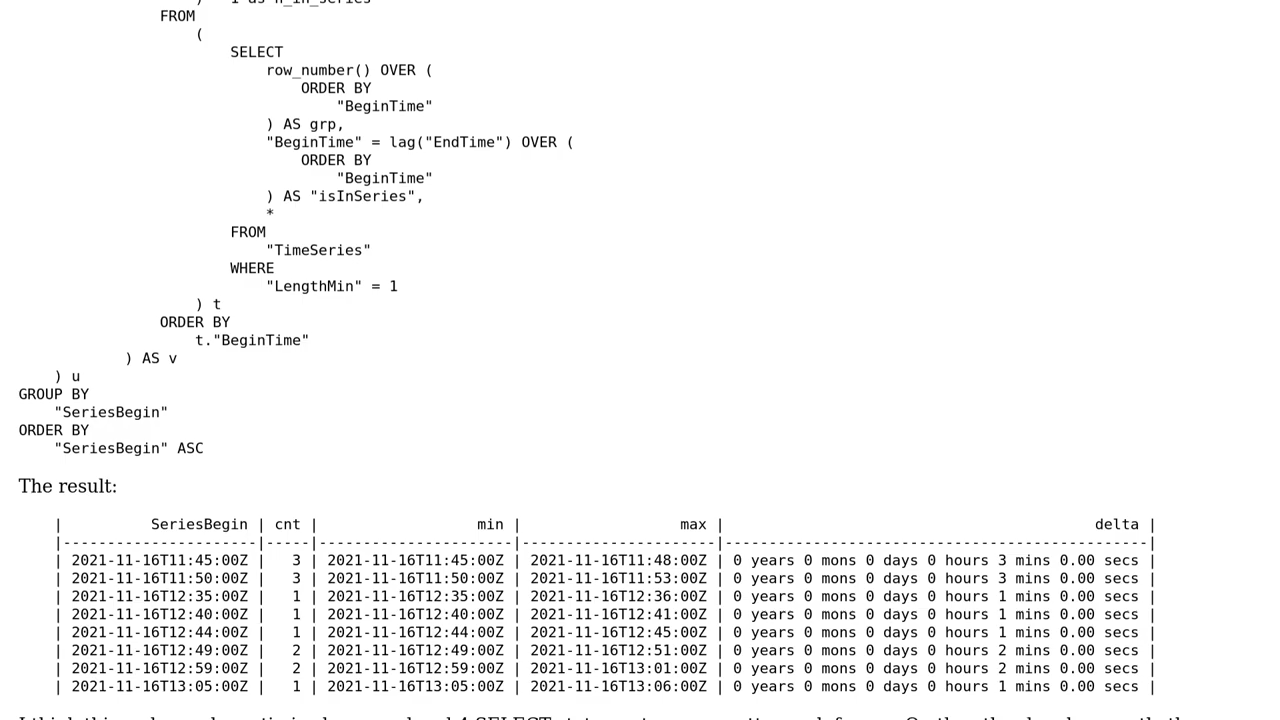 FROM
(
SELECT
row_number() OVER (
ORDER BY
"BeginTime"
) AS grp,
"BeginTime" = lag("EndTime") OVER (
ORDER BY
"BeginTime"
) AS "isInSeries",
*
FROM
"TimeSeries"
WHERE
"LengthMin" = 1
) t
ORDER BY
t."BeginTime"
) AS v
) u
GROUP BY
"SeriesBegin"
ORDER BY
"SeriesBegin" ASC
The result:
| SeriesBegin | cnt | min | max | delta |
|----------------------|-----|----------------------|----------------------|-----------------------------------------------|
| 2021-11-16T11:45:00Z | 3 | 2021-11-16T11:45:00Z | 2021-11-16T11:48:00Z | 0 years 0 mons 0 days 0 hours 3 mins 0.00 secs |
| 2021-11-16T11:50:00Z | 3 | 2021-11-16T11:50:00Z | 2021-11-16T11:53:00Z | 0 years 0 mons 0 days 0 hours 3 mins 0.00 secs |
| 2021-11-16T12:35:00Z | 1 | 2021-11-16T12:35:00Z | 2021-11-16T12:36:00Z | 0 years 0 mons 0 days 0 hours 1 mins 0.00 secs |
| 2021-11-16T12:40:00Z | 1 | 2021-11-16T12:40:00Z | 2021-11-16T12:41:00Z | 0 years 0 mons 0 days 0 hours 1 mins 0.00 secs |
| 2021-11-16T12:44:00Z | 1 | 2021-11-16T12:44:00Z | 2021-11-16T12:45:00Z | 0 years 0 mons 0 days 0 hours 1 mins 0.00 secs |
| 2021-11-16T12:49:00Z | 2 | 2021-11-16T12:49:00Z | 2021-11-16T12:51:00Z | 0 years 0 mons 0 days 0 hours 2 mins 0.00 secs |
| 2021-11-16T12:59:00Z | 2 | 2021-11-16T12:59:00Z | 2021-11-16T13:01:00Z | 0 years 0 mons 0 days 0 hours 2 mins 0.00 secs |
| 2021-11-16T13:05:00Z | 1 | 2021-11-16T13:05:00Z | 2021-11-16T13:06:00Z | 0 years 0 mons 0 days 0 hours 1 mins 0.00 secs |